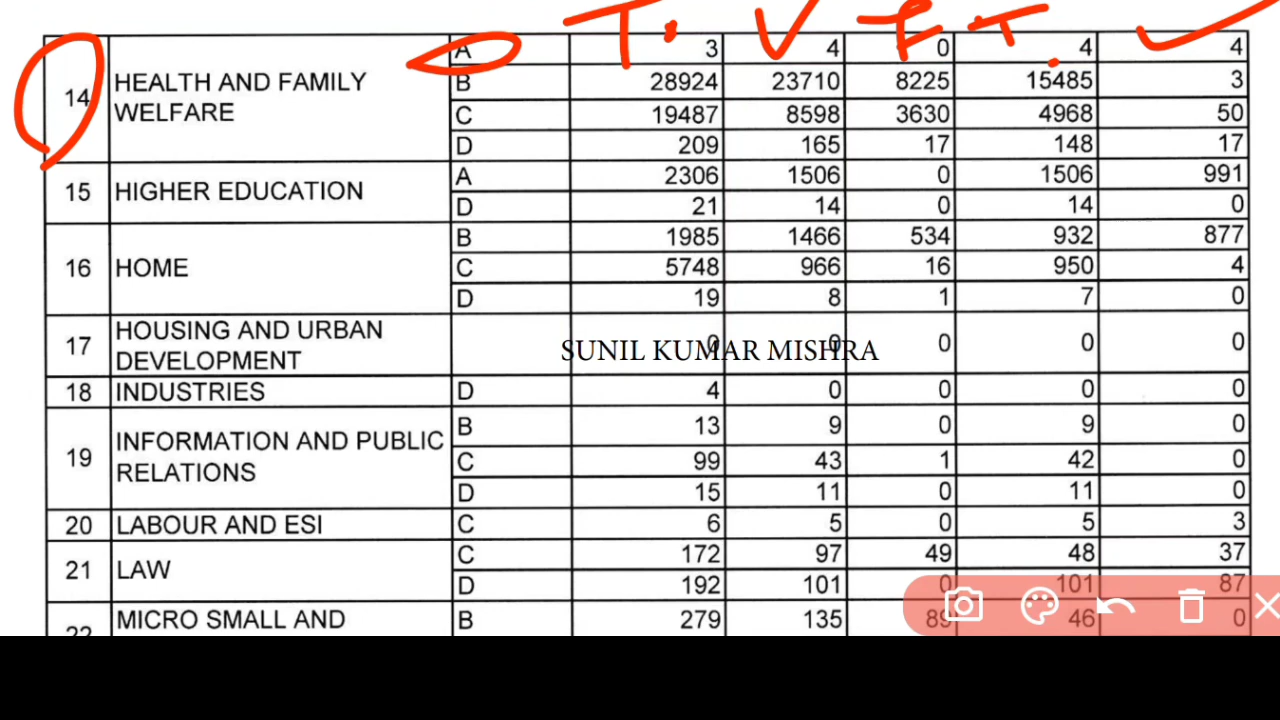 T. V F T.
A 3 4 0 4 4
14 HEALTH AND FAMILY WELFARE B 28924 23710 8225 15485 3
C 19487 8598 3630 4968 50
D 209 165 17 148 17
15 HIGHER EDUCATION A 2306 1506 0 1506 991
D 21 14 0 14 0
B 1985 1466 534 932 877
16 HOME C 5748 966 16 950 4
D 19 8 1 7 0
17 HOUSING AND URBAN DEVELOPMENT 0 0 0 0 0
SUNIL KUMAR MISHRA
18 INDUSTRIES D 4 0 0 0 0
19 INFORMATION AND PUBLIC RELATIONS B 13 9 0 9 0
C 99 43 1 42 0
D 15 11 0 11 0
20 LABOUR AND ESI C 6 5 0 5 3
21 LAW C 172 97 49 48 37
D 192 101 0 101 87
22 MICRO SMALL AND B 279 135 89 46 0